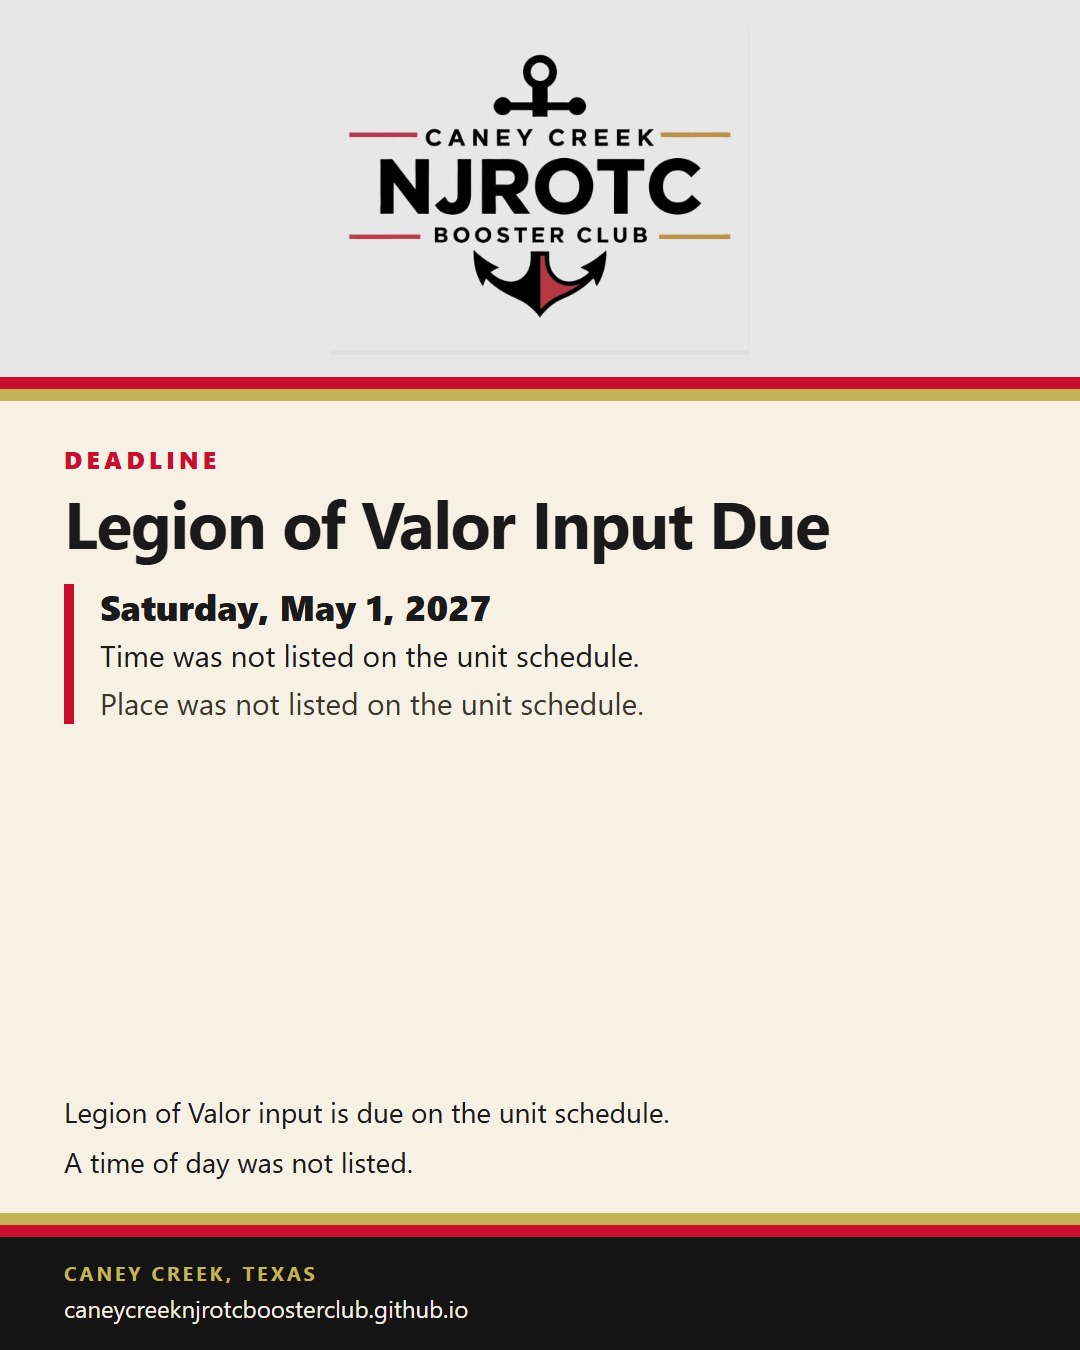 CANEY CREEK
NJROTC
BOOSTER CLUB
DEADLINE
Legion of Valor Input Due
Saturday, May 1, 2027
Time was not listed on the unit schedule.
Place was not listed on the unit schedule.
Legion of Valor input is due on the unit schedule.
A time of day was not listed.
CANEY CREEK, TEXAS
caneycreeknjrotcboosterclub.github.io